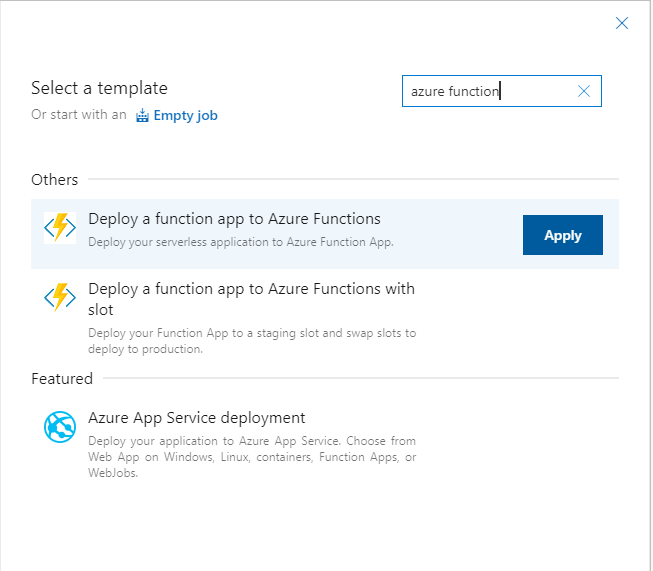 Select a template
azure function
Or start with an Empty job
Others
Deploy a function app to Azure Functions
Deploy your serverless application to Azure Function App.
Apply
Deploy a function app to Azure Functions with
slot
Deploy your Function App to a staging slot and swap slots to
deploy to production.
Featured
Azure App Service deployment
Deploy your application to Azure App Service. Choose from
Web App on Windows, Linux, containers, Function Apps, or
WebJobs.